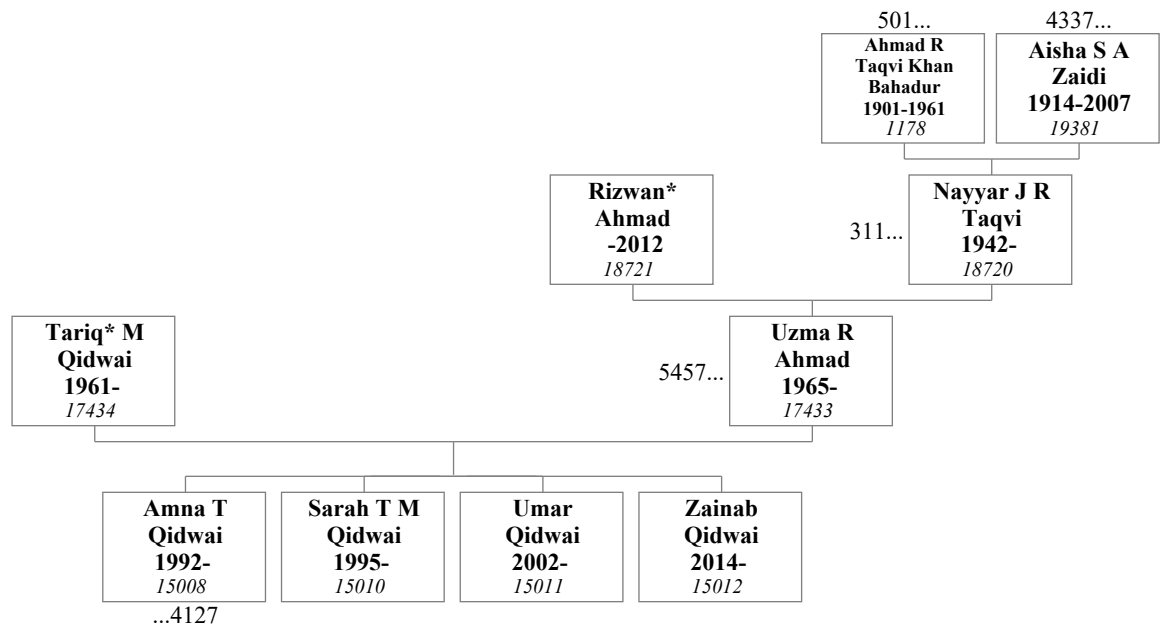 501...
Ahmad R
Taqvi Khan
Bahadur
1901-1961
1178
4337...
Aisha S A
Zaidi
1914-2007
19381
Rizwan*
Ahmad
-2012
18721
311...
Nayyar J R
Taqvi
1942-
18720
Tariq* M
Qidwai
1961-
17434
5457...
Uzma R
Ahmad
1965-
17433
Amna T
Qidwai
1992-
15008
...4127
Sarah T M
Qidwai
1995-
15010
Umar
Qidwai
2002-
15011
Zainab
Qidwai
2014-
15012